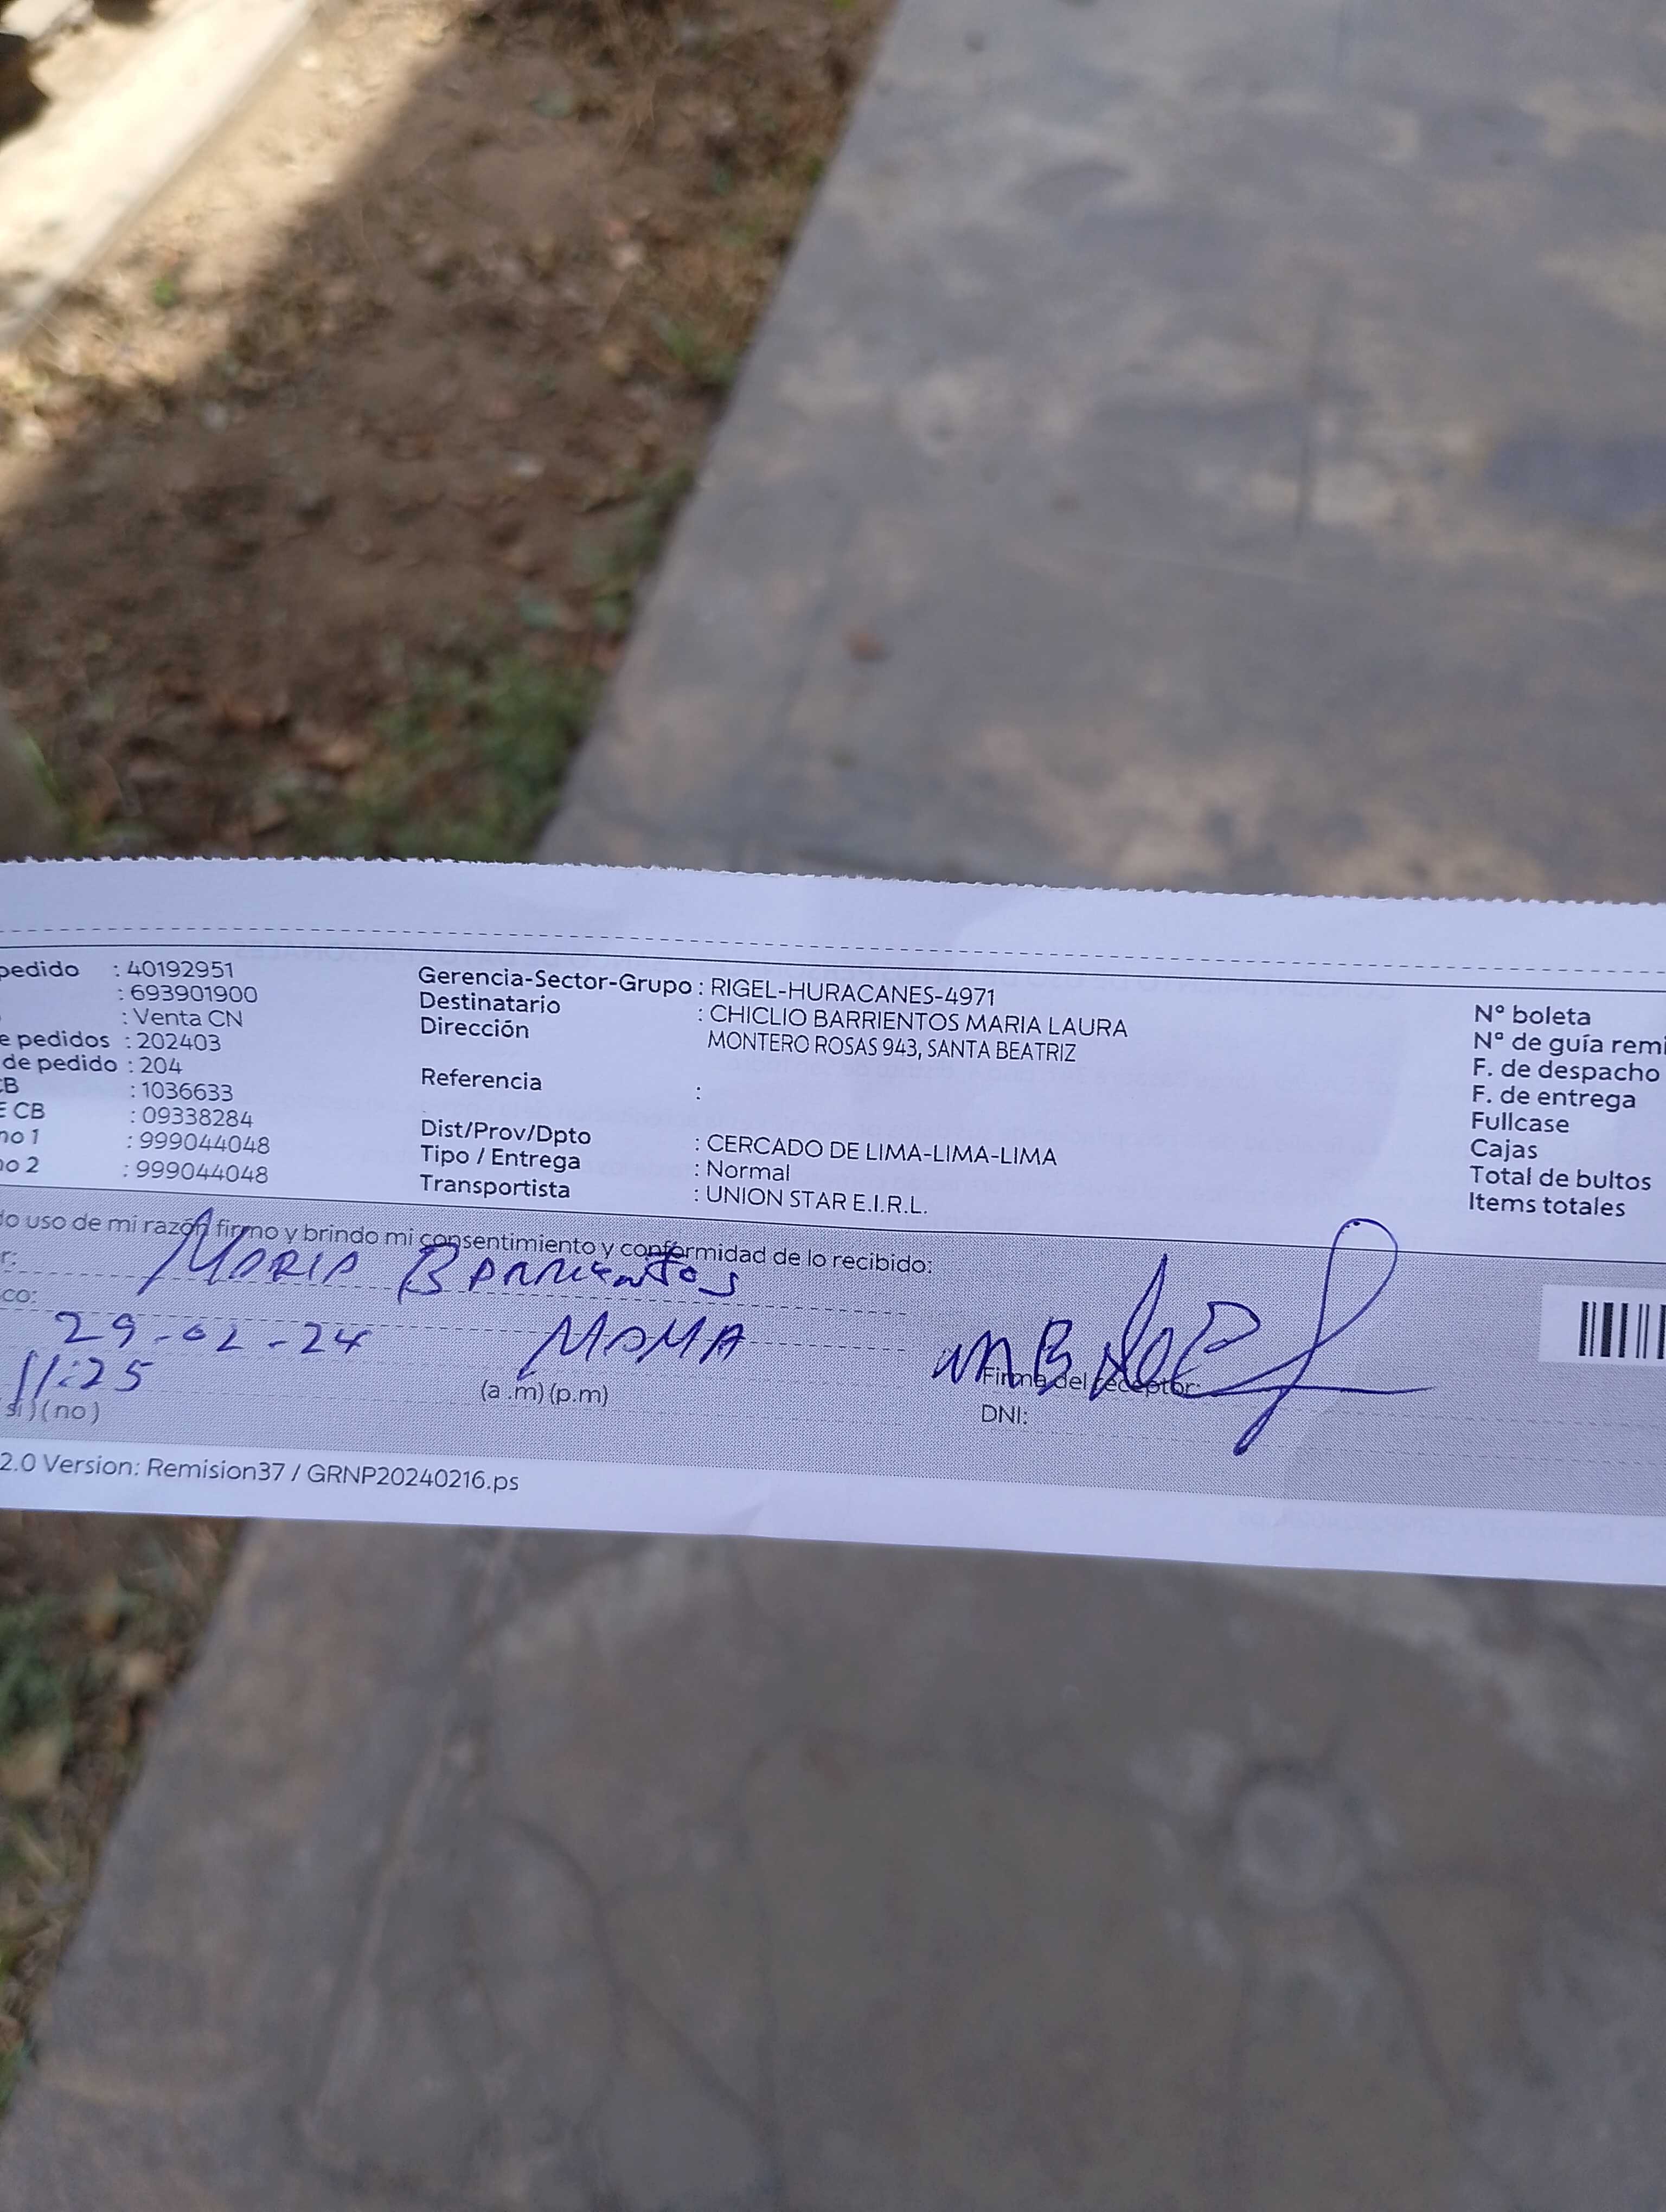 pedido : 40192951
: 693901900
: Venta CN
e pedidos : 202403
de pedido : 204
CB : 1036633
E CB : 09338284
no 1 : 999044048
no 2 : 999044048
Gerencia-Sector-Grupo : RIGEL-HURACANES-4971
Destinatario : CHICLIO BARRIENTOS MARIA LAURA
Dirección MONTERO ROSAS 943, SANTA BEATRIZ
Referencia :
Dist/Prov/Dpto : CERCADO DE LIMA-LIMA-LIMA
Tipo / Entrega : Normal
Transportista : UNION STAR E.I.R.L.
N° boleta
N° de guía remi
F. de despacho
F. de entrega
Fullcase
Cajas
Total de bultos
Items totales
do uso de mi razón firmo y brindo mi consentimiento y conformidad de lo recibido:
r: MARIA BARRIENTOS
co: MAMA
29-02-24
11:25 (a.m)(p.m)
si)(no)
Firma del receptor:
DNI:
2.0 Version: Remision37 / GRNP20240216.ps